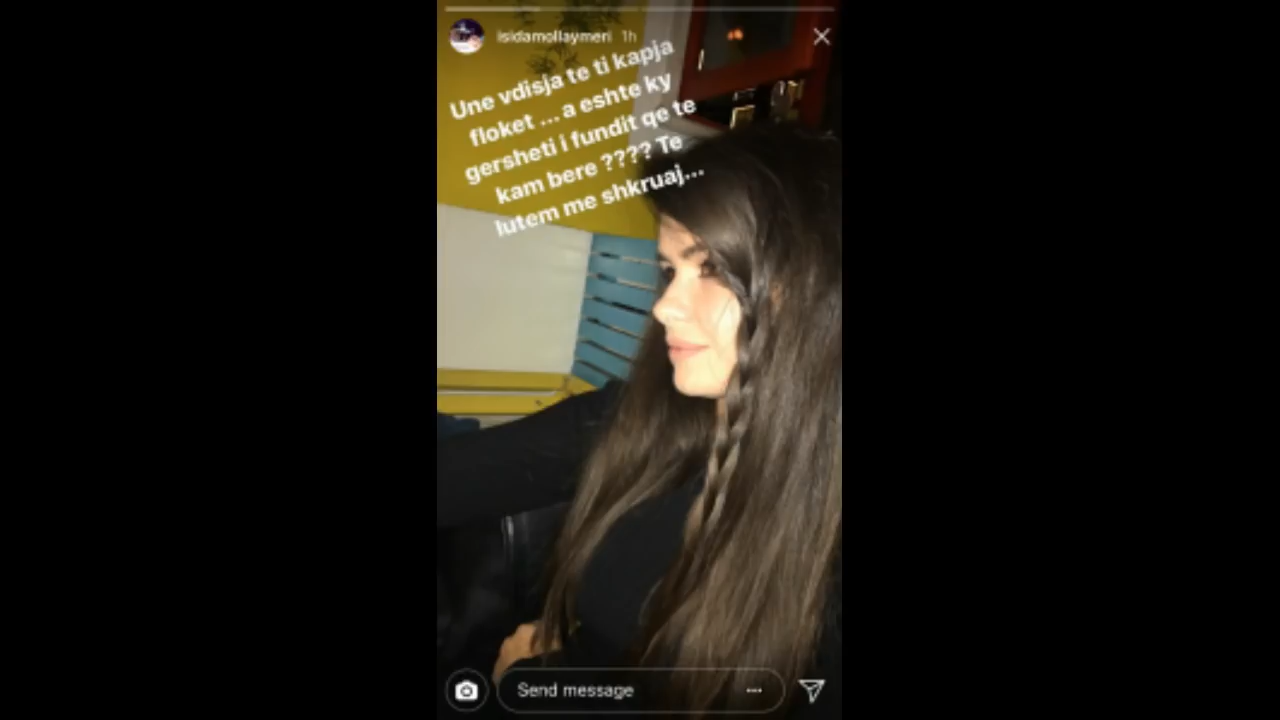 isidamollaymeri 1h
Une vdisja te ti kapja
floket ... a eshte ky
gersheti i fundit qe te
kam bere ???? Te
lutem me shkruaj...
Send message